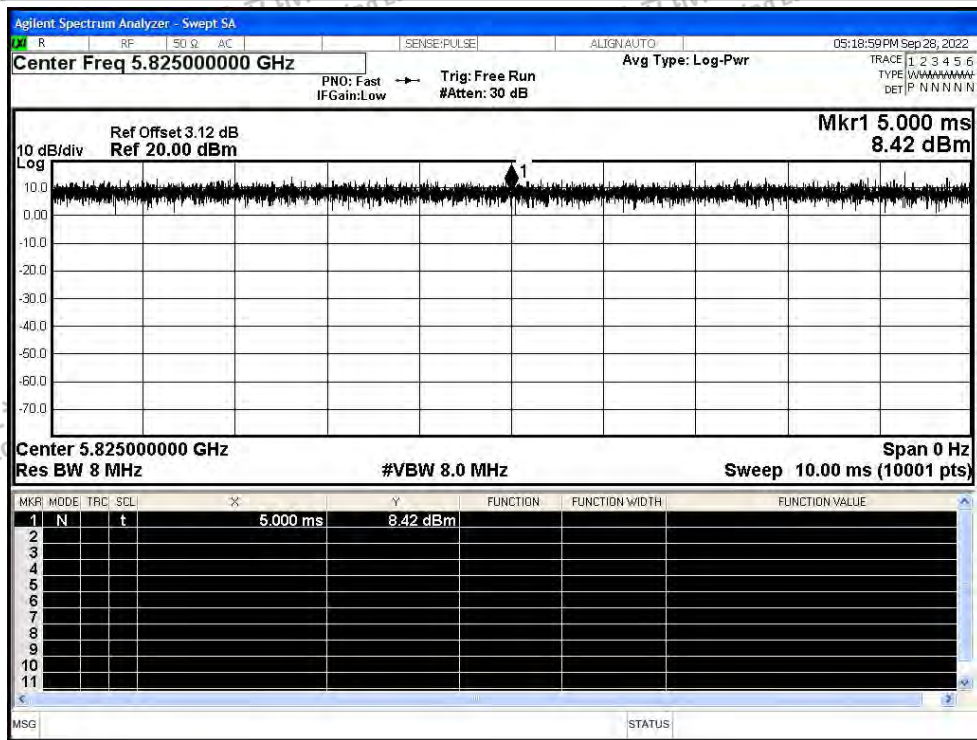 Agilent Spectrum Analyzer - Swept SA
LXI R RF 50 Ω AC SENSE:PULSE ALIGN AUTO 05:18:59 PM Sep 28, 2022
Center Freq 5.825000000 GHz Avg Type: Log-Pwr TRACE 1 2 3 4 5 6
PNO: Fast Trig: Free Run TYPE WWWWWW
IFGain:Low #Atten: 30 dB DET P N N N N N
Mkr1 5.000 ms
Ref Offset 3.12 dB
10 dB/div Ref 20.00 dBm 8.42 dBm
Log
1
10.0
0.00
-10.0
-20.0
-30.0
-40.0
-50.0
-60.0
-70.0
Center 5.825000000 GHz Span 0 Hz
Res BW 8 MHz #VBW 8.0 MHz Sweep 10.00 ms (10001 pts)
MKR MODE TRC SCL X Y FUNCTION FUNCTION WIDTH FUNCTION VALUE
1 N t 5.000 ms 8.42 dBm
2
3
4
5
6
7
8
9
10
11
MSG STATUS